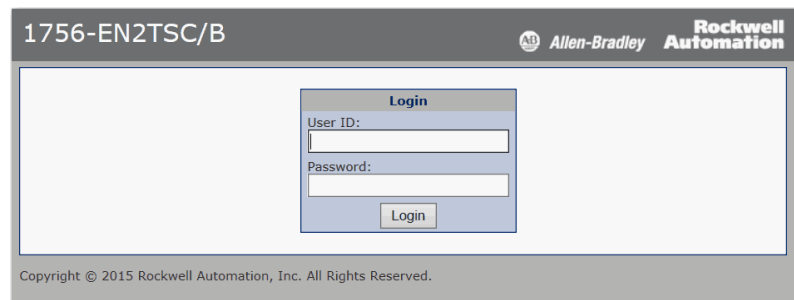 1756-EN2TSC/B
AB Allen-Bradley
Rockwell
Automation
Login
User ID:
Password:
Login
Copyright © 2015 Rockwell Automation, Inc. All Rights Reserved.